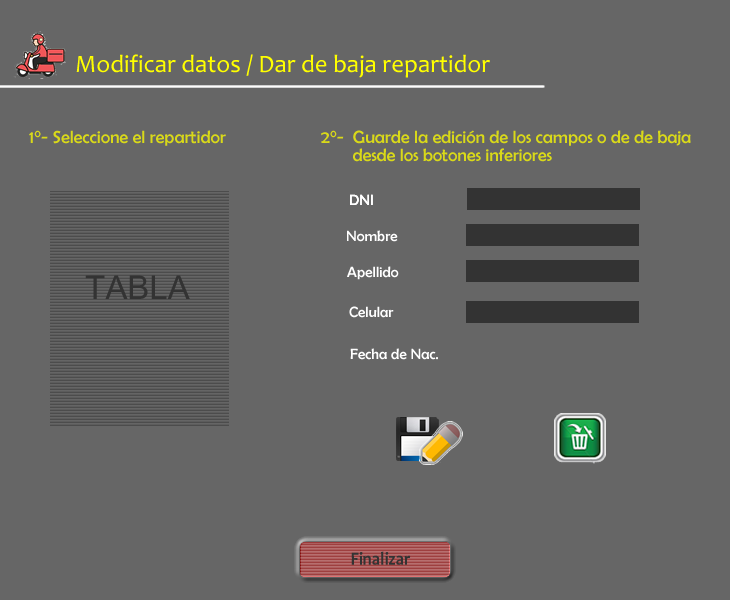 Modificar datos / Dar de baja repartidor
1º- Seleccione el repartidor
2º- Guarde la edición de los campos o de de baja
desde los botones inferiores
DNI
Nombre
TABLA
Apellido
Celular
Fecha de Nac.
Finalizar